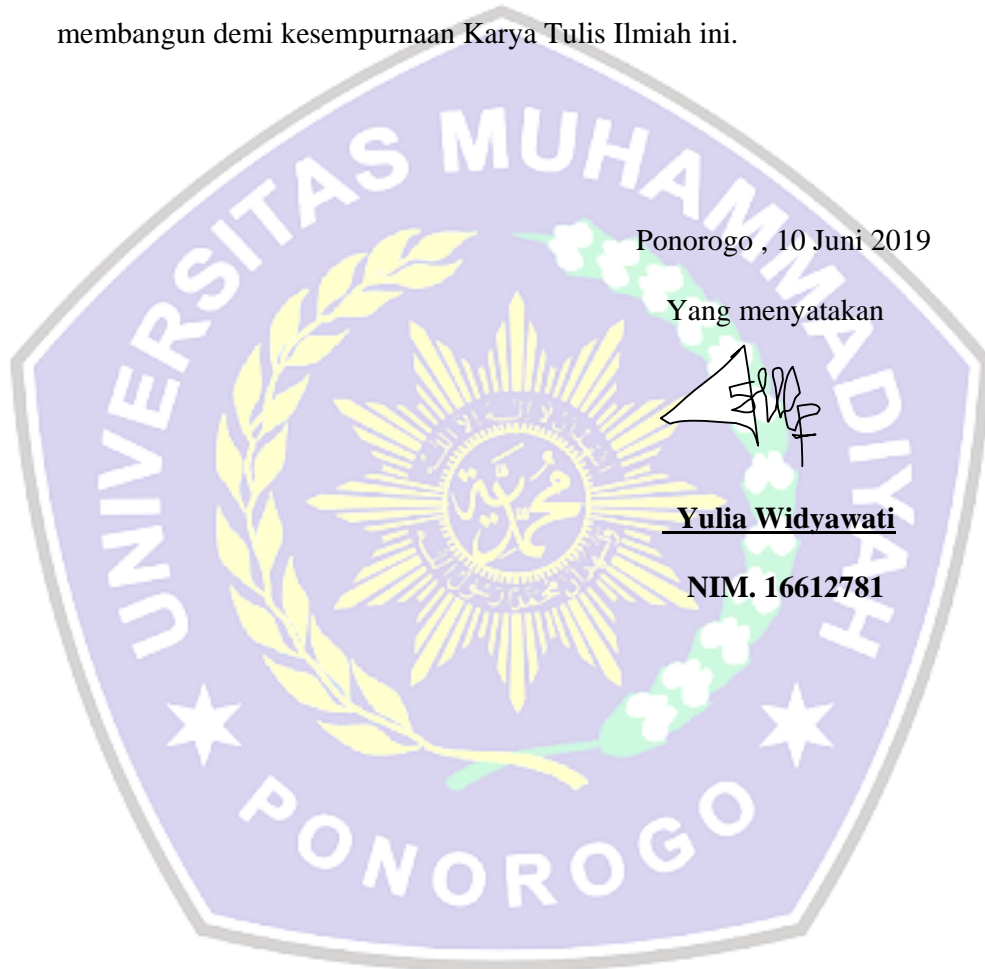 membangun demi kesempurnaan Karya Tulis Ilmiah ini.
UNIVERSITAS MUHAMMADIYAH
Ponorogo , 10 Juni 2019
Yang menyatakan
Yulia Widyawati
NIM. 16612781
PONOROGO